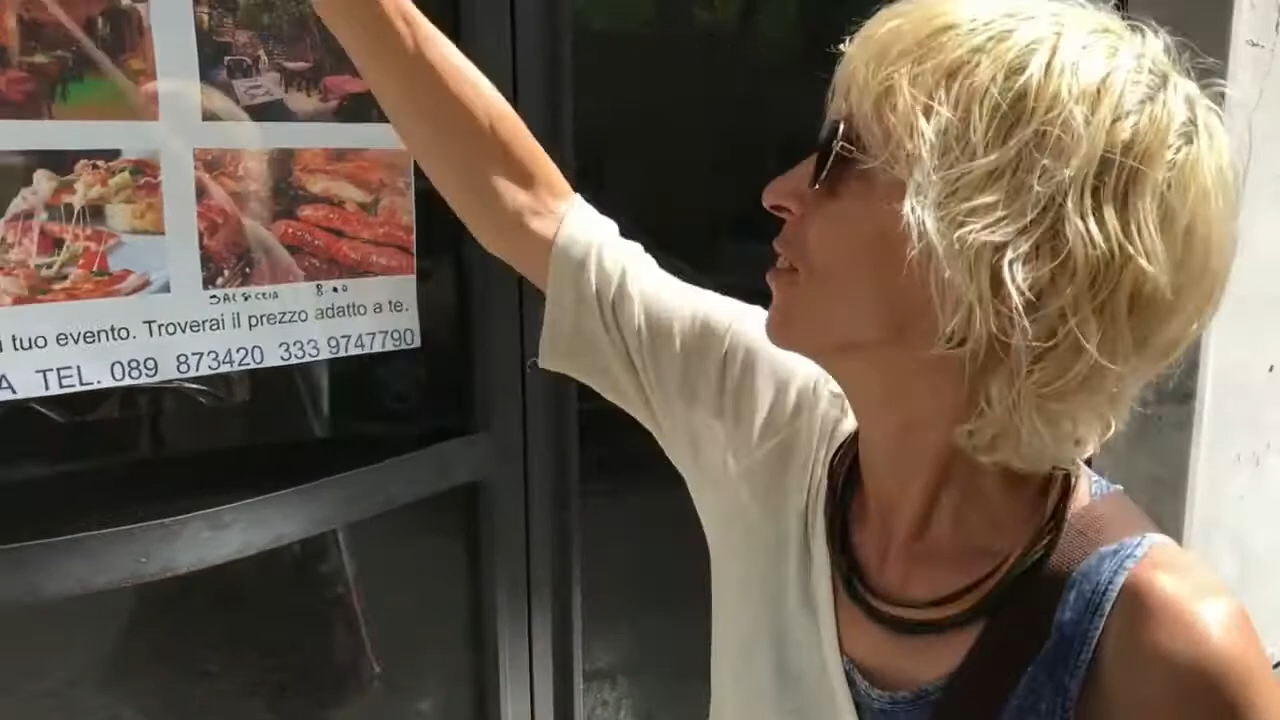 SALSICCIA 8.00
l tuo evento. Troverai il prezzo adatto a te.
A TEL. 089 873420 333 9747790